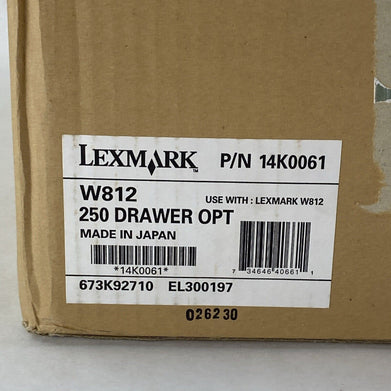 LEXMARK™ P/N 14K0061
W812 USE WITH : LEXMARK W812
250 DRAWER OPT
MADE IN JAPAN
*14K0061* 7 34646 40661 1
673K92710 EL300197
026230